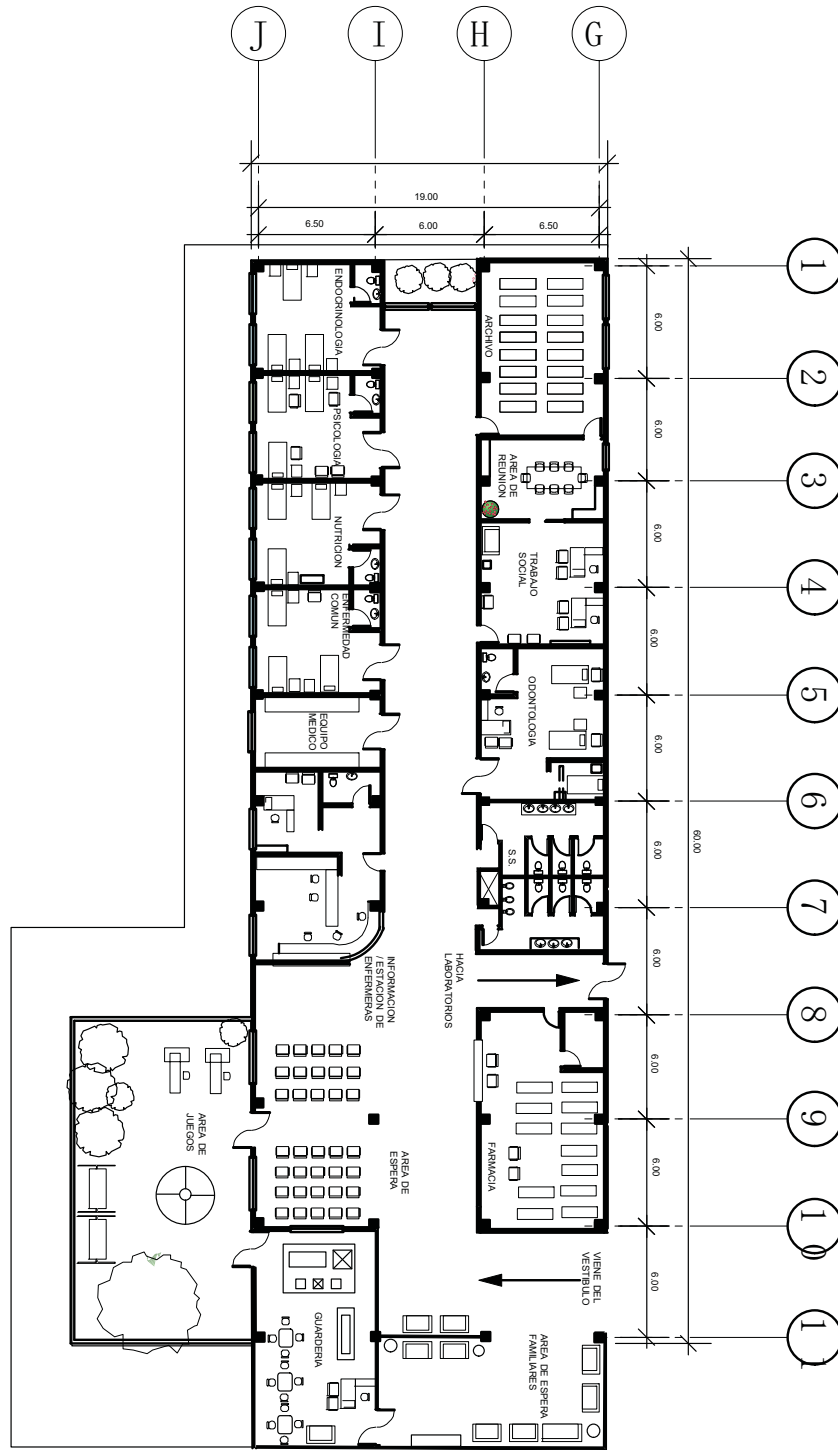 J
I
H
G
19.00
6.50
6.00
6.50
1
2
3
4
5
6
7
8
9
10
11
6.00
6.00
6.00
6.00
6.00
6.00
6.00
6.00
6.00
6.00
60.00
ENDOCRINOLOGIA
PSICOLOGIA
NUTRICION
ENFERMEDAD
COMUN
EQUIPO
MEDICO
INFORMACION
/ ESTACION DE
ENFERMERAS
ARCHIVO
AREA DE
REUNION
TRABAJO
SOCIAL
ODONTOLOGIA
S.S.
HACIA
LABORATORIOS
FARMACIA
AREA DE
ESPERA
AREA DE
JUEGOS
GUARDERIA
VIENE DEL
VESTIBULO
AREA DE ESPERA
FAMILIARES